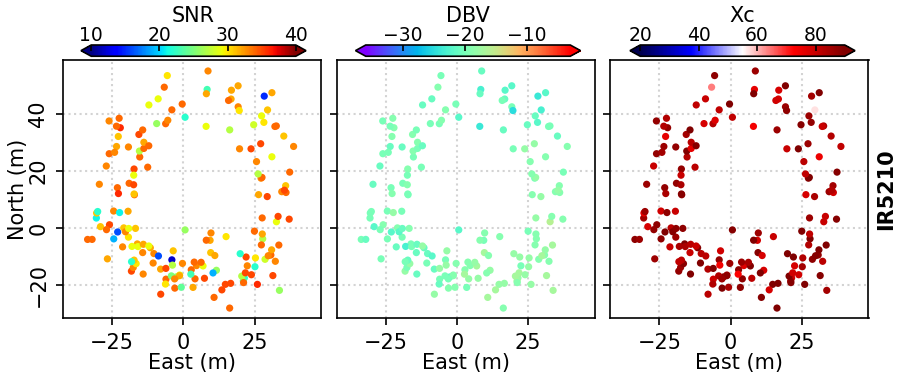 SNR DBV Xc
10 20 30 40 −30 −20 −10 20 40 60 80
North (m)
40
20
0
−20
IR5210
−25 0 25 −25 0 25 −25 0 25
East (m) East (m) East (m)